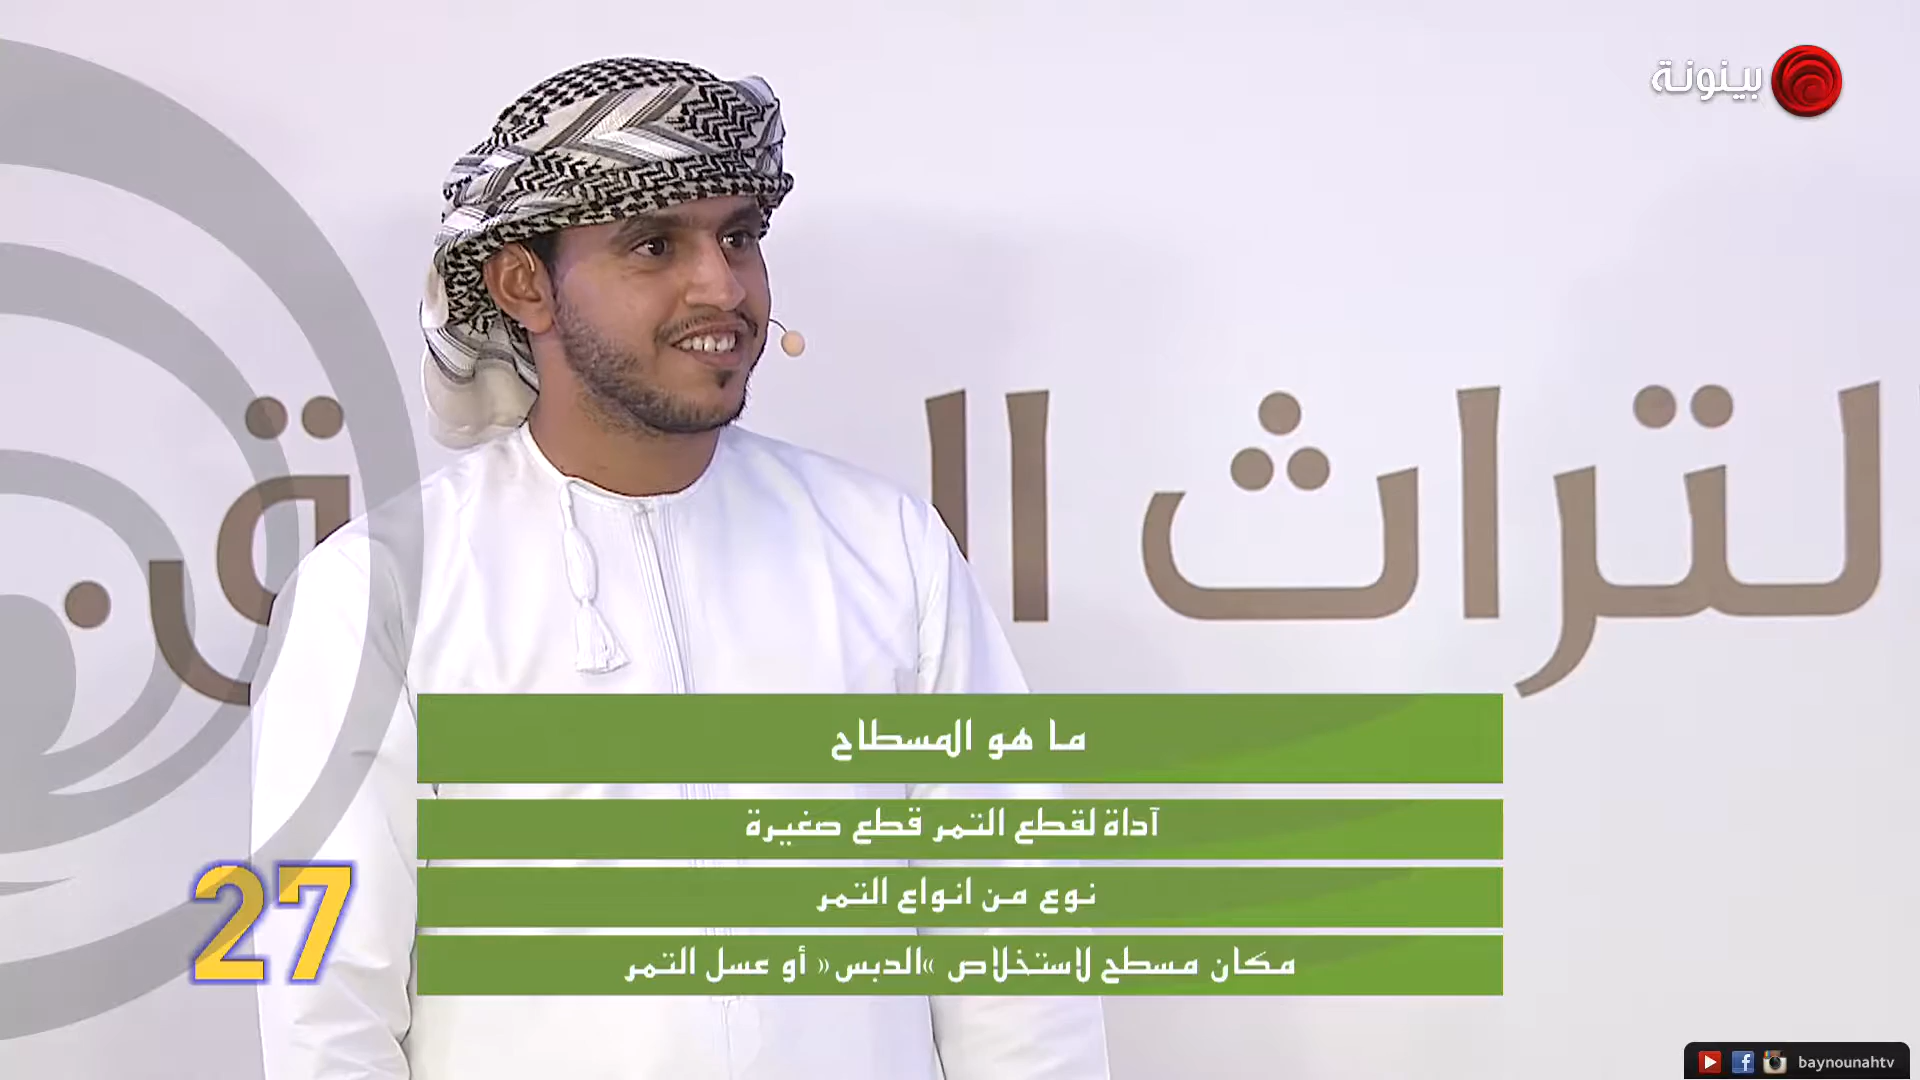 بينونة
لتراث ال
ما هو المسطاح
آداة لقطع التمر قطع صغيرة
نوع من انواع التمر
مكان مسطح لاستخلاص »الدبس« أو عسل التمر
27
baynounahtv